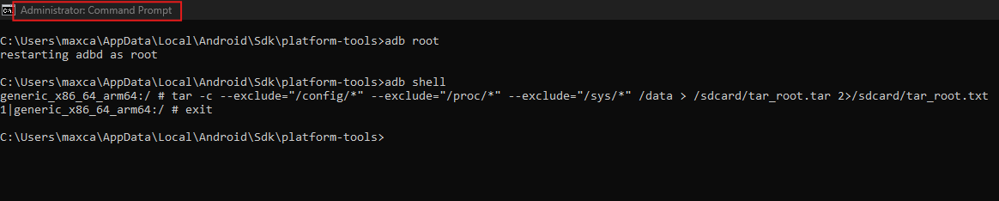 Administrator: Command Prompt
C:\Users\maxca\AppData\Local\Android\Sdk\platform-tools>adb root
restarting adbd as root
C:\Users\maxca\AppData\Local\Android\Sdk\platform-tools>adb shell
generic_x86_64_arm64:/ # tar -c --exclude="/config/*" --exclude="/proc/*" --exclude="/sys/*" /data > /sdcard/tar_root.tar 2>/sdcard/tar_root.txt
1|generic_x86_64_arm64:/ # exit
C:\Users\maxca\AppData\Local\Android\Sdk\platform-tools>